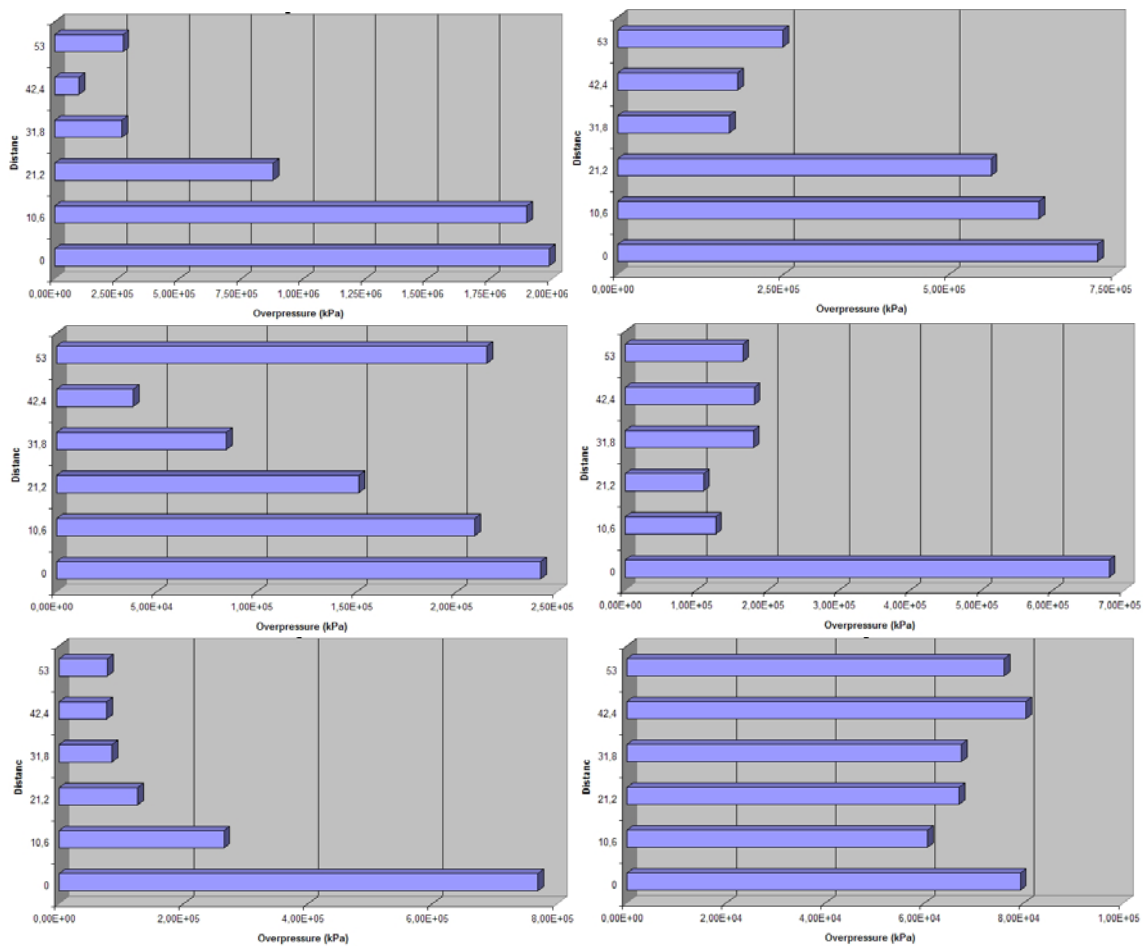 53
42,4
31,8
21,2
10,6
0
Distanc
0,00E+00 2,50E+05 5,00E+05 7,50E+05 1,00E+06 1,25E+06 1,50E+06 1,75E+06 2,00E+06
Overpressure (kPa)
53
42,4
31,8
21,2
10,6
0
Distanc
0,00E+00 2,50E+05 5,00E+05 7,50E+05
Overpressure (kPa)
53
42,4
31,8
21,2
10,6
0
Distanc
0,00E+00 5,00E+04 1,00E+05 1,50E+05 2,00E+05 2,50E+05
Overpressure (kPa)
53
42,4
31,8
21,2
10,6
0
Distanc
0,00E+00 1,00E+05 2,00E+05 3,00E+05 4,00E+05 5,00E+05 6,00E+05 7,00E+05
Overpressure (kPa)
53
42,4
31,8
21,2
10,6
0
Distanc
0,00E+00 2,00E+05 4,00E+05 6,00E+05 8,00E+05
Overpressure (kPa)
53
42,4
31,8
21,2
10,6
0
Distanc
0,00E+00 2,00E+04 4,00E+04 6,00E+04 8,00E+04 1,00E+05
Overpressure (kPa)